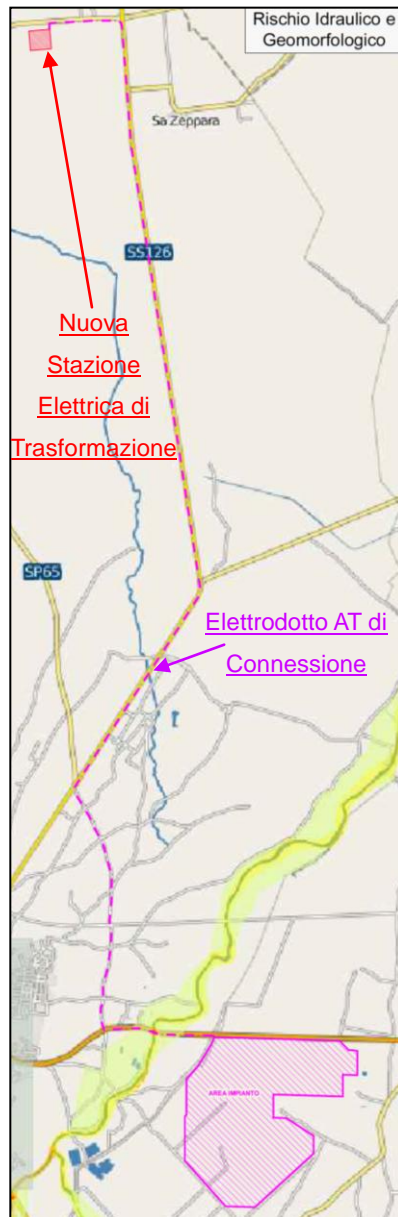 Rischio Idraulico e
Geomorfologico
Sa Zeppara
SS126
Nuova
Stazione
Elettrica di
Trasformazione
SP65
Elettrodotto AT di
Connessione
AREA IMPIANTO